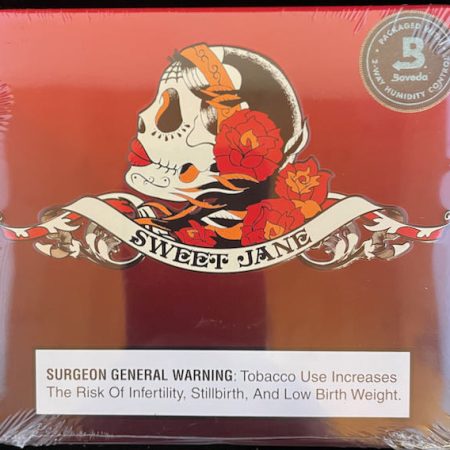 PACKAGED
B
Boveda
2-WAY HUMIDITY CONTROL
SWEET JANE
SURGEON GENERAL WARNING: Tobacco Use Increases
The Risk Of Infertility, Stillbirth, And Low Birth Weight.